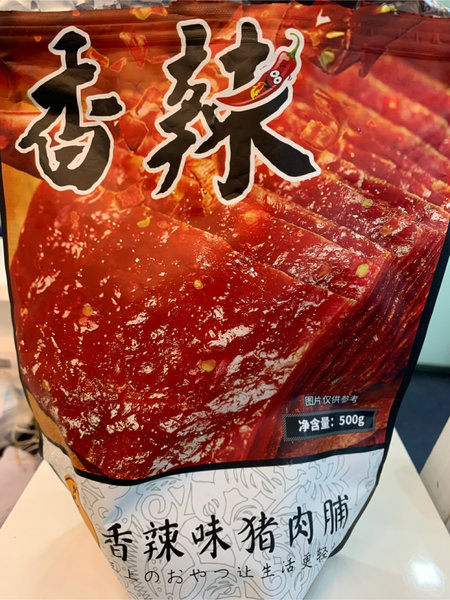 香辣
图片仅供参考
净含量：500g
香辣味猪肉脯
上のおやつ让生活更轻